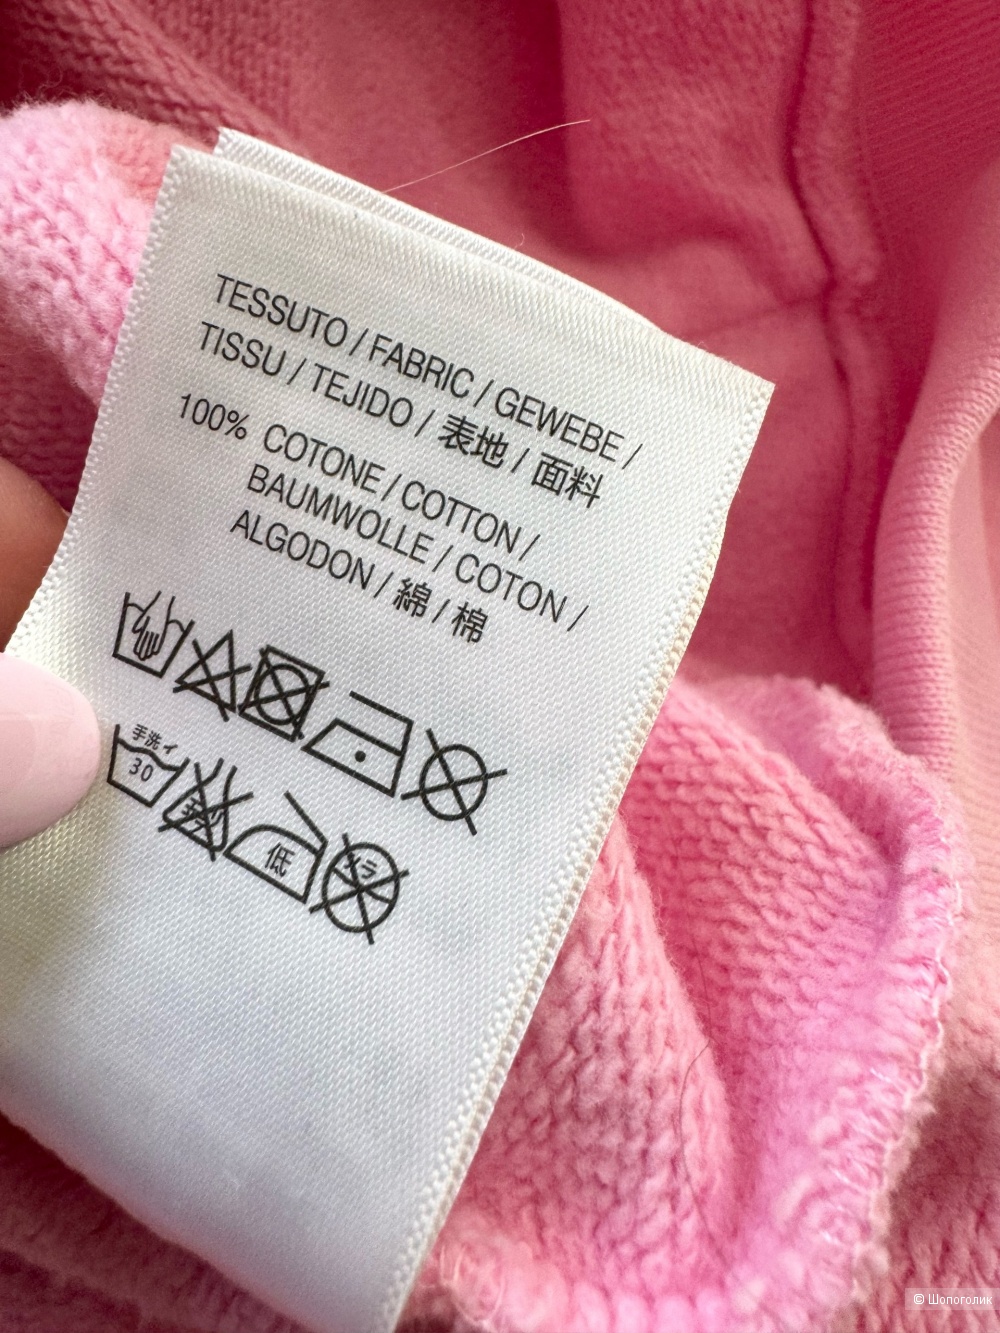 TESSUTO / FABRIC / GEWEBE /
TISSU / TEJIDO / 表地 / 面料
100% COTONE / COTTON /
BAUMWOLLE / COTON /
ALGODON / 綿 / 棉
手洗イ
30
低
© Шопоголик